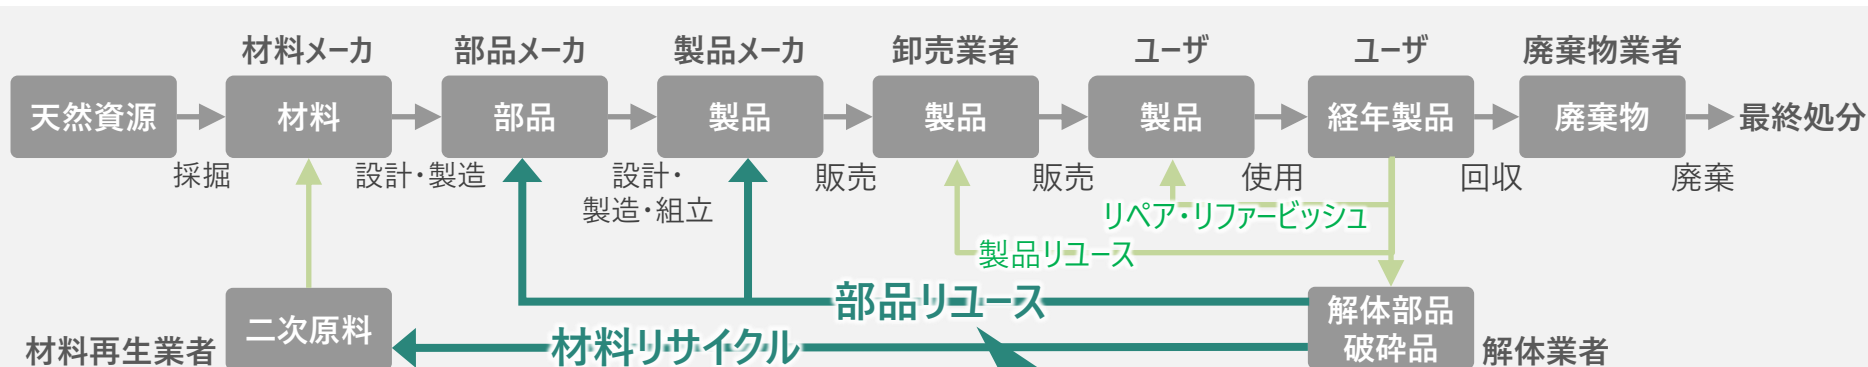 材料メーカ
部品メーカ
製品メーカ
卸売業者
ユーザ
ユーザ
廃棄物業者
天然資源
材料
部品
製品
製品
製品
経年製品
廃棄物
最終処分
採掘
設計・製造
設計・
製造・組立
販売
販売
使用
回収
廃棄
リペア・リファービッシュ
製品リユース
部品リユース
材料リサイクル
材料再生業者
二次原料
解体部品
破砕品
解体業者